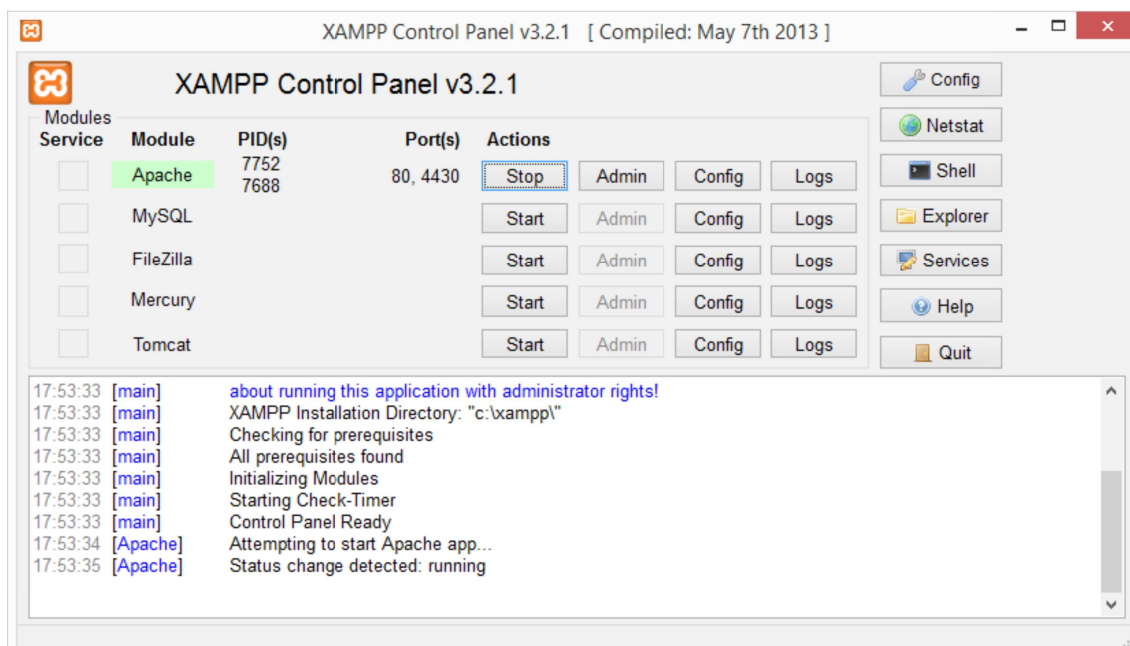 XAMPP Control Panel v3.2.1 [ Compiled: May 7th 2013 ]
XAMPP Control Panel v3.2.1
Config
Modules
Netstat
Service Module PID(s) Port(s) Actions
Apache 7752 7688 80, 4430 Stop Admin Config Logs
Shell
MySQL Start Admin Config Logs
Explorer
FileZilla Start Admin Config Logs
Services
Mercury Start Admin Config Logs
Help
Tomcat Start Admin Config Logs
Quit
17:53:33 [main] about running this application with administrator rights!
17:53:33 [main] XAMPP Installation Directory: "c:\xampp\"
17:53:33 [main] Checking for prerequisites
17:53:33 [main] All prerequisites found
17:53:33 [main] Initializing Modules
17:53:33 [main] Starting Check-Timer
17:53:33 [main] Control Panel Ready
17:53:34 [Apache] Attempting to start Apache app...
17:53:35 [Apache] Status change detected: running